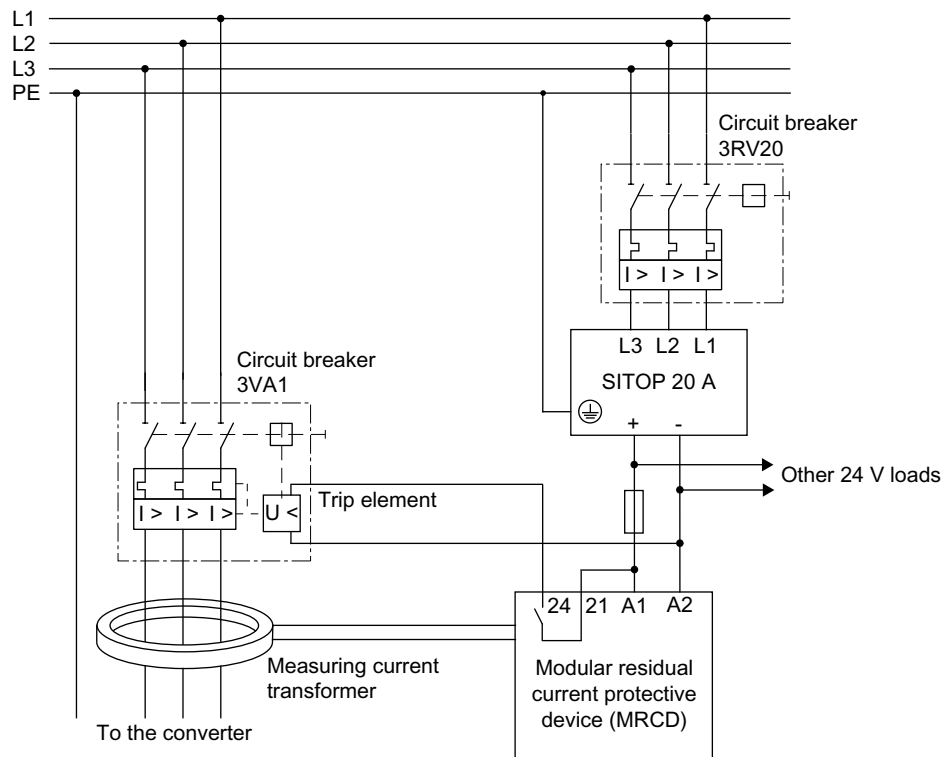 L1
L2
L3
PE
Circuit breaker
3RV20
I > I > I >
L3 L2 L1
SITOP 20 A
+ -
Circuit breaker
3VA1
I > I > I >
U <
Trip element
Other 24 V loads
24 21 A1 A2
Measuring current
transformer
Modular residual
current protective
device (MRCD)
To the converter